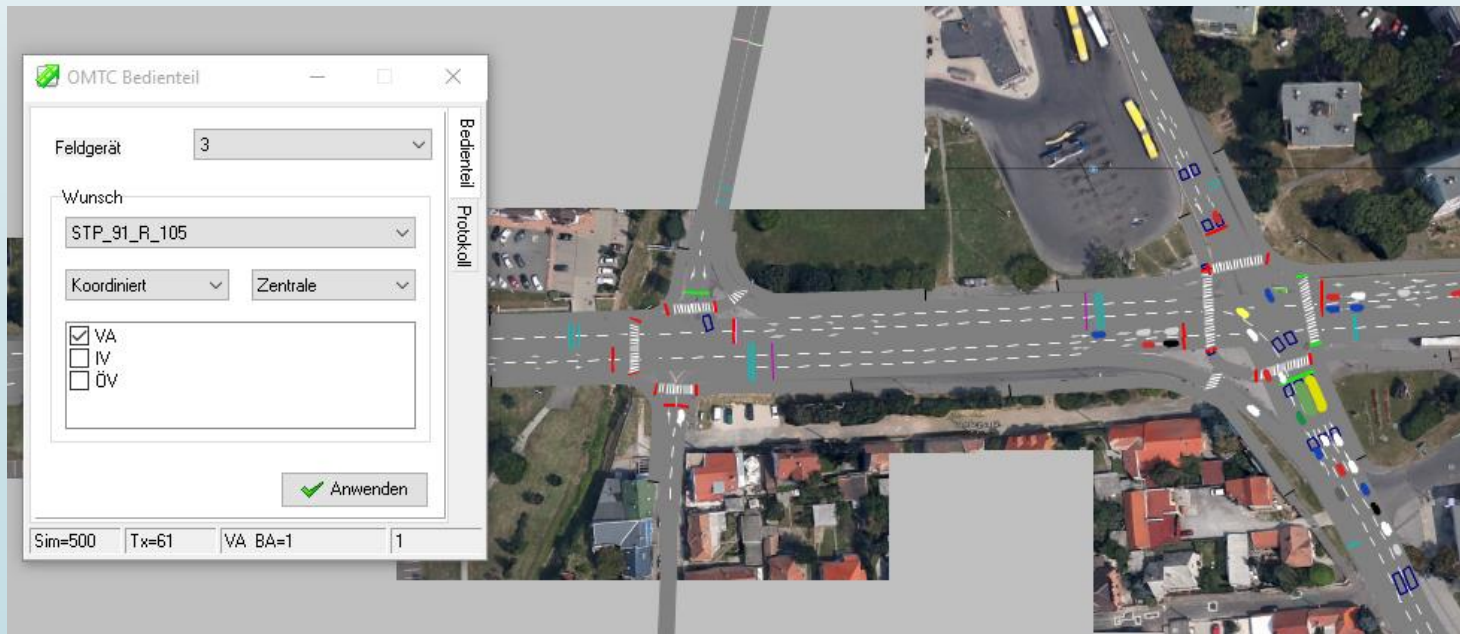 OMTC Bedienteil
Feldgerät
3
Bedienteil
Protokoll
Wunsch
STP_91_R_105
Koordiniert
Zentrale
VA
IV
ÖV
Anwenden
Sim=500
Tx=61
VA BA=1
1